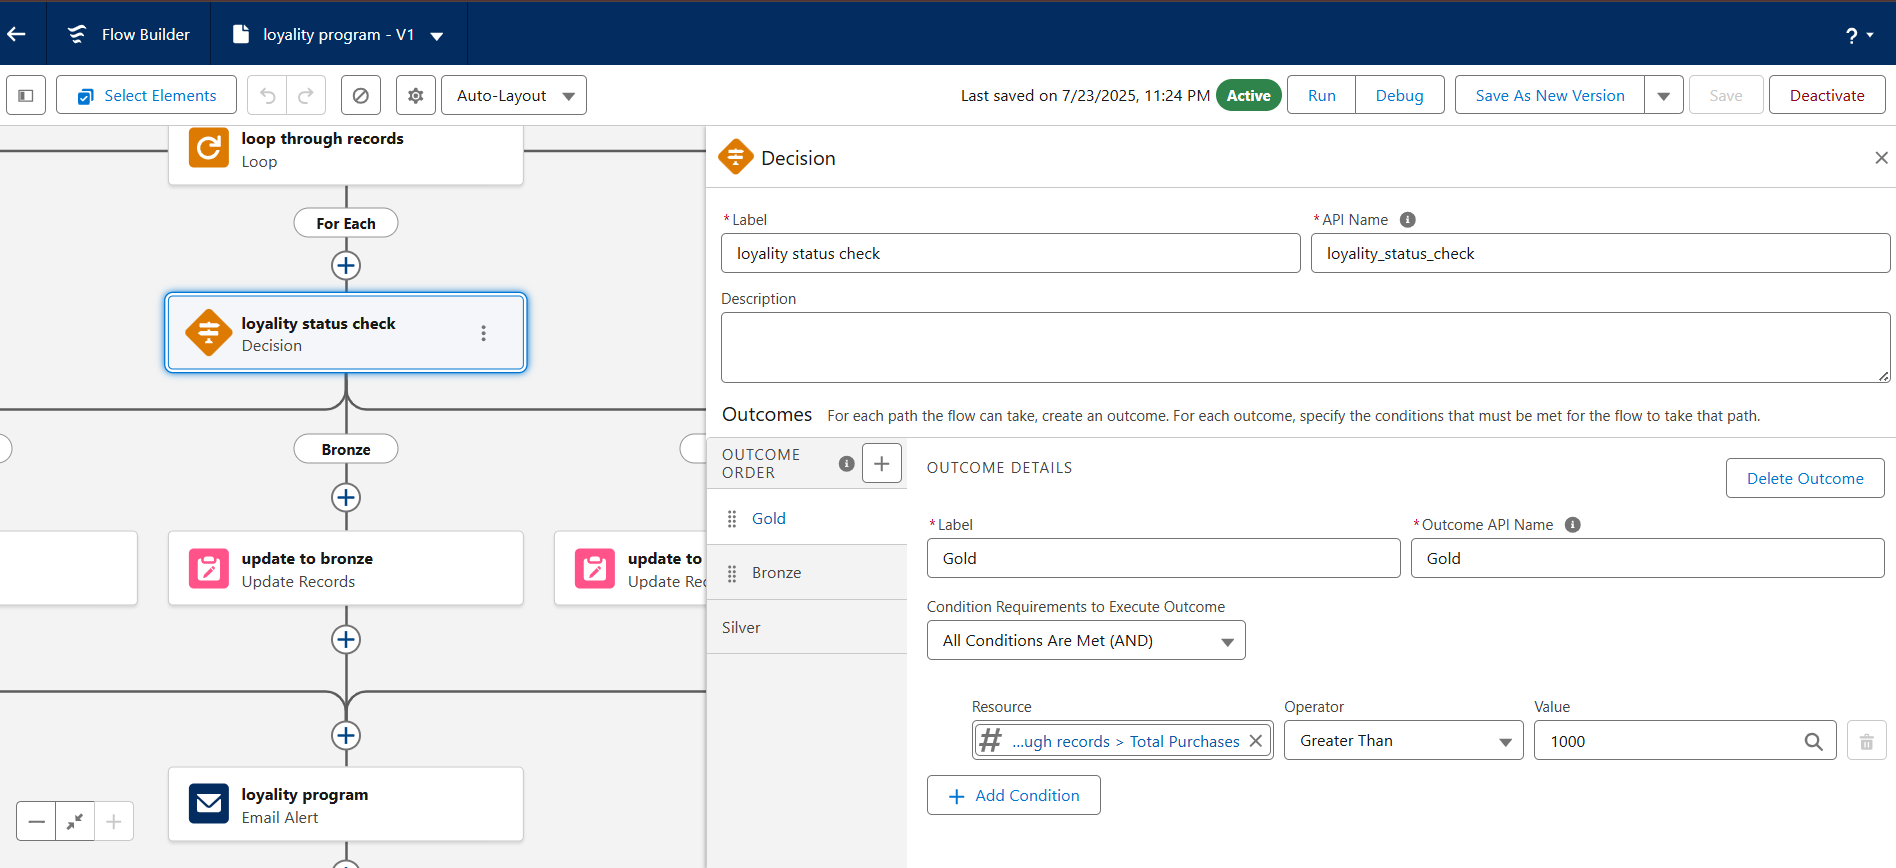 Flow Builder
loyality program - V1
?
Select Elements
Auto-Layout
Last saved on 7/23/2025, 11:24 PM
Active
Run
Debug
Save As New Version
Save
Deactivate
loop through records
Loop
For Each
loyality status check
Decision
Bronze
update to bronze
Update Records
update to
Update Rec
loyality program
Email Alert
Decision
*Label
loyality status check
*API Name
loyality_status_check
Description
Outcomes For each path the flow can take, create an outcome. For each outcome, specify the conditions that must be met for the flow to take that path.
OUTCOME
ORDER
Gold
Bronze
Silver
OUTCOME DETAILS
Delete Outcome
*Label
Gold
*Outcome API Name
Gold
Condition Requirements to Execute Outcome
All Conditions Are Met (AND)
Resource
...ugh records > Total Purchases
Operator
Greater Than
Value
1000
Add Condition